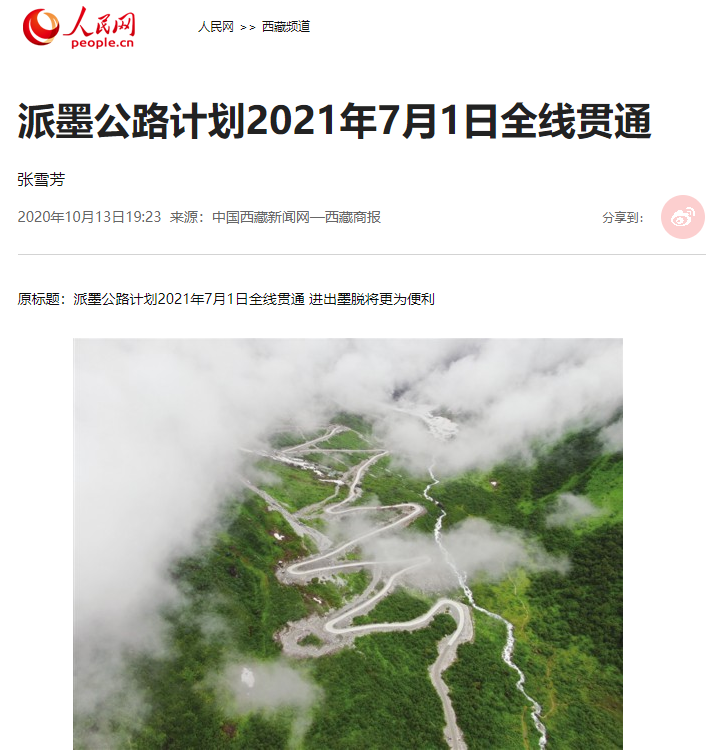 人民网
people.cn
人民网 >> 西藏频道
派墨公路计划2021年7月1日全线贯通
张雪芳
2020年10月13日19:23 来源：中国西藏新闻网—西藏商报
分享到：
原标题：派墨公路计划2021年7月1日全线贯通 进出墨脱将更为便利